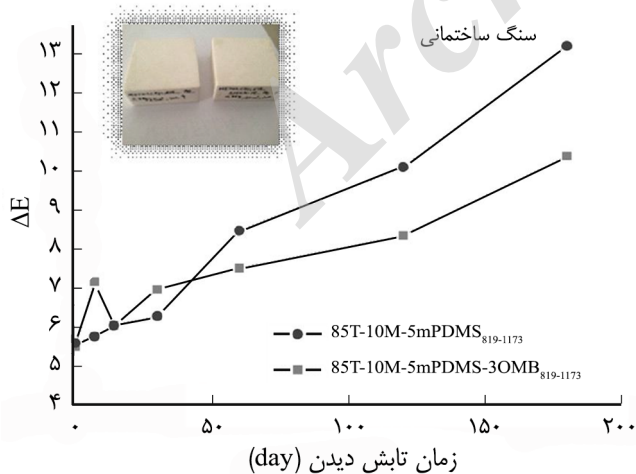 سنگ ساختمانی
Arc
۱۳
۱۲
۱۱
۱۰
۹
۸
۷
۶
۵
۴
ΔE
85T-10M-5mPDMS819-1173
85T-10M-5mPDMS-3OMB819-1173
۰ ۵۰ ۱۰۰ ۱۵۰ ۲۰۰
زمان تابش دیدن (day)